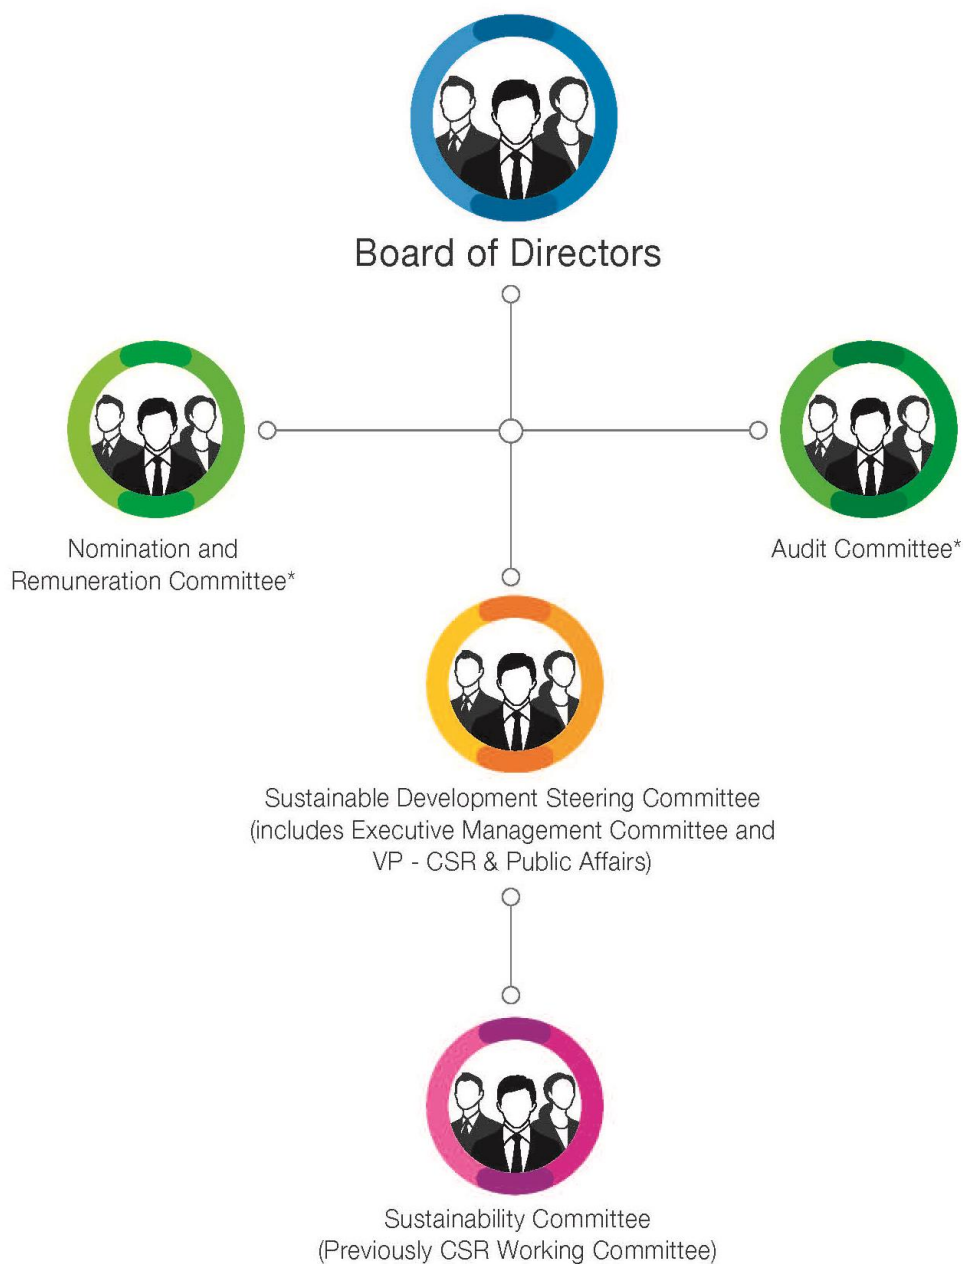 Board of Directors
Nomination and
Remuneration Committee*
Audit Committee*
Sustainable Development Steering Committee
(includes Executive Management Committee and
VP - CSR & Public Affairs)
Sustainability Committee
(Previously CSR Working Committee)